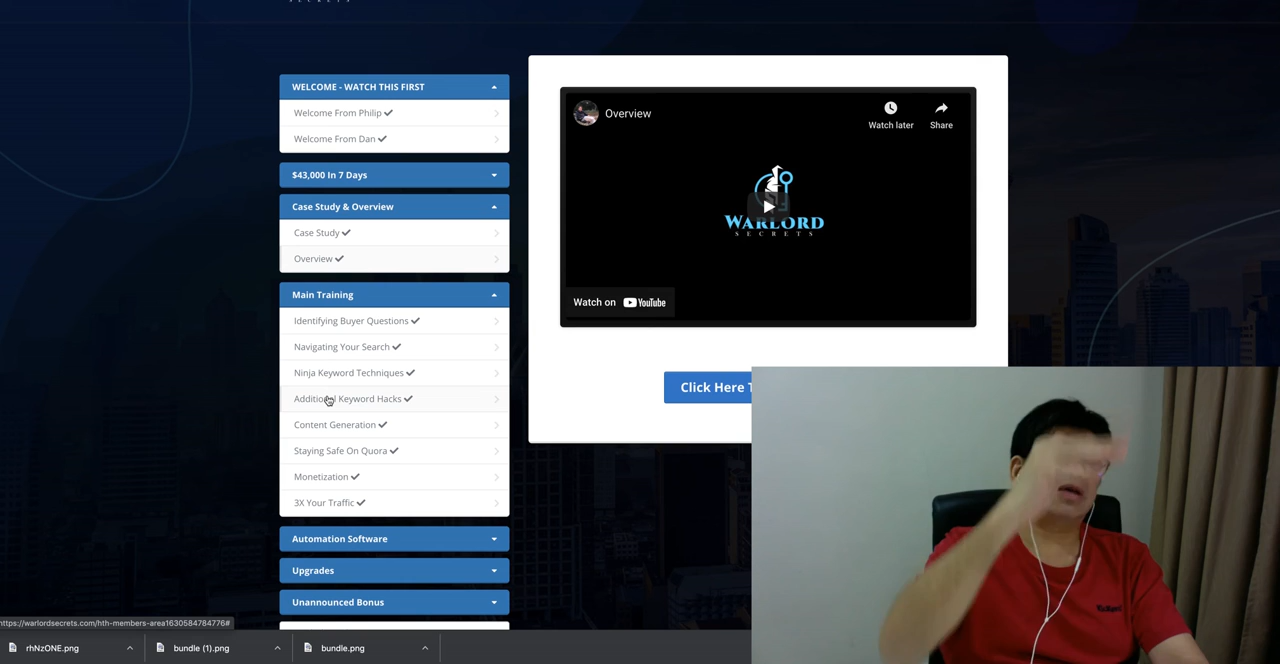 SECRETS
WELCOME - WATCH THIS FIRST
Welcome From Philip
Welcome From Dan
$43,000 In 7 Days
Case Study & Overview
Case Study
Overview
Main Training
Identifying Buyer Questions
Navigating Your Search
Ninja Keyword Techniques
Additional Keyword Hacks
Content Generation
Staying Safe On Quora
Monetization
3X Your Traffic
Automation Software
Upgrades
Unannounced Bonus
Overview
Watch later
Share
WARLORD
SECRETS
Watch on YouTube
Click Here T
https://warlordsecrets.com/hth-members-area1630584784776#
rhNzONE.png
bundle (1).png
bundle.png